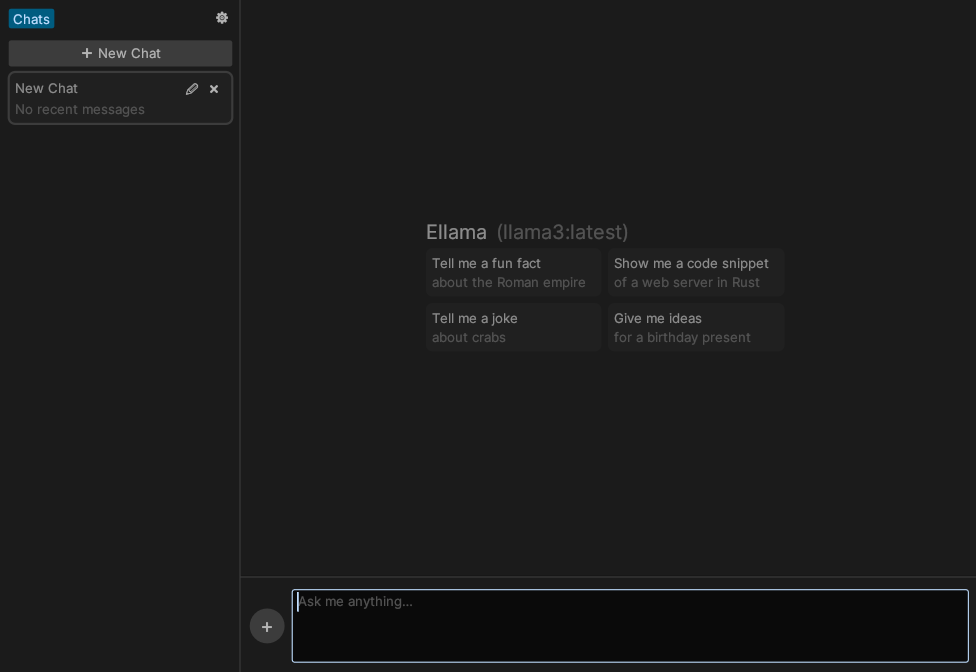 Chats
+ New Chat
New Chat
No recent messages
Ellama (llama3:latest)
Tell me a fun fact
about the Roman empire
Show me a code snippet
of a web server in Rust
Tell me a joke
about crabs
Give me ideas
for a birthday present
+
Ask me anything…